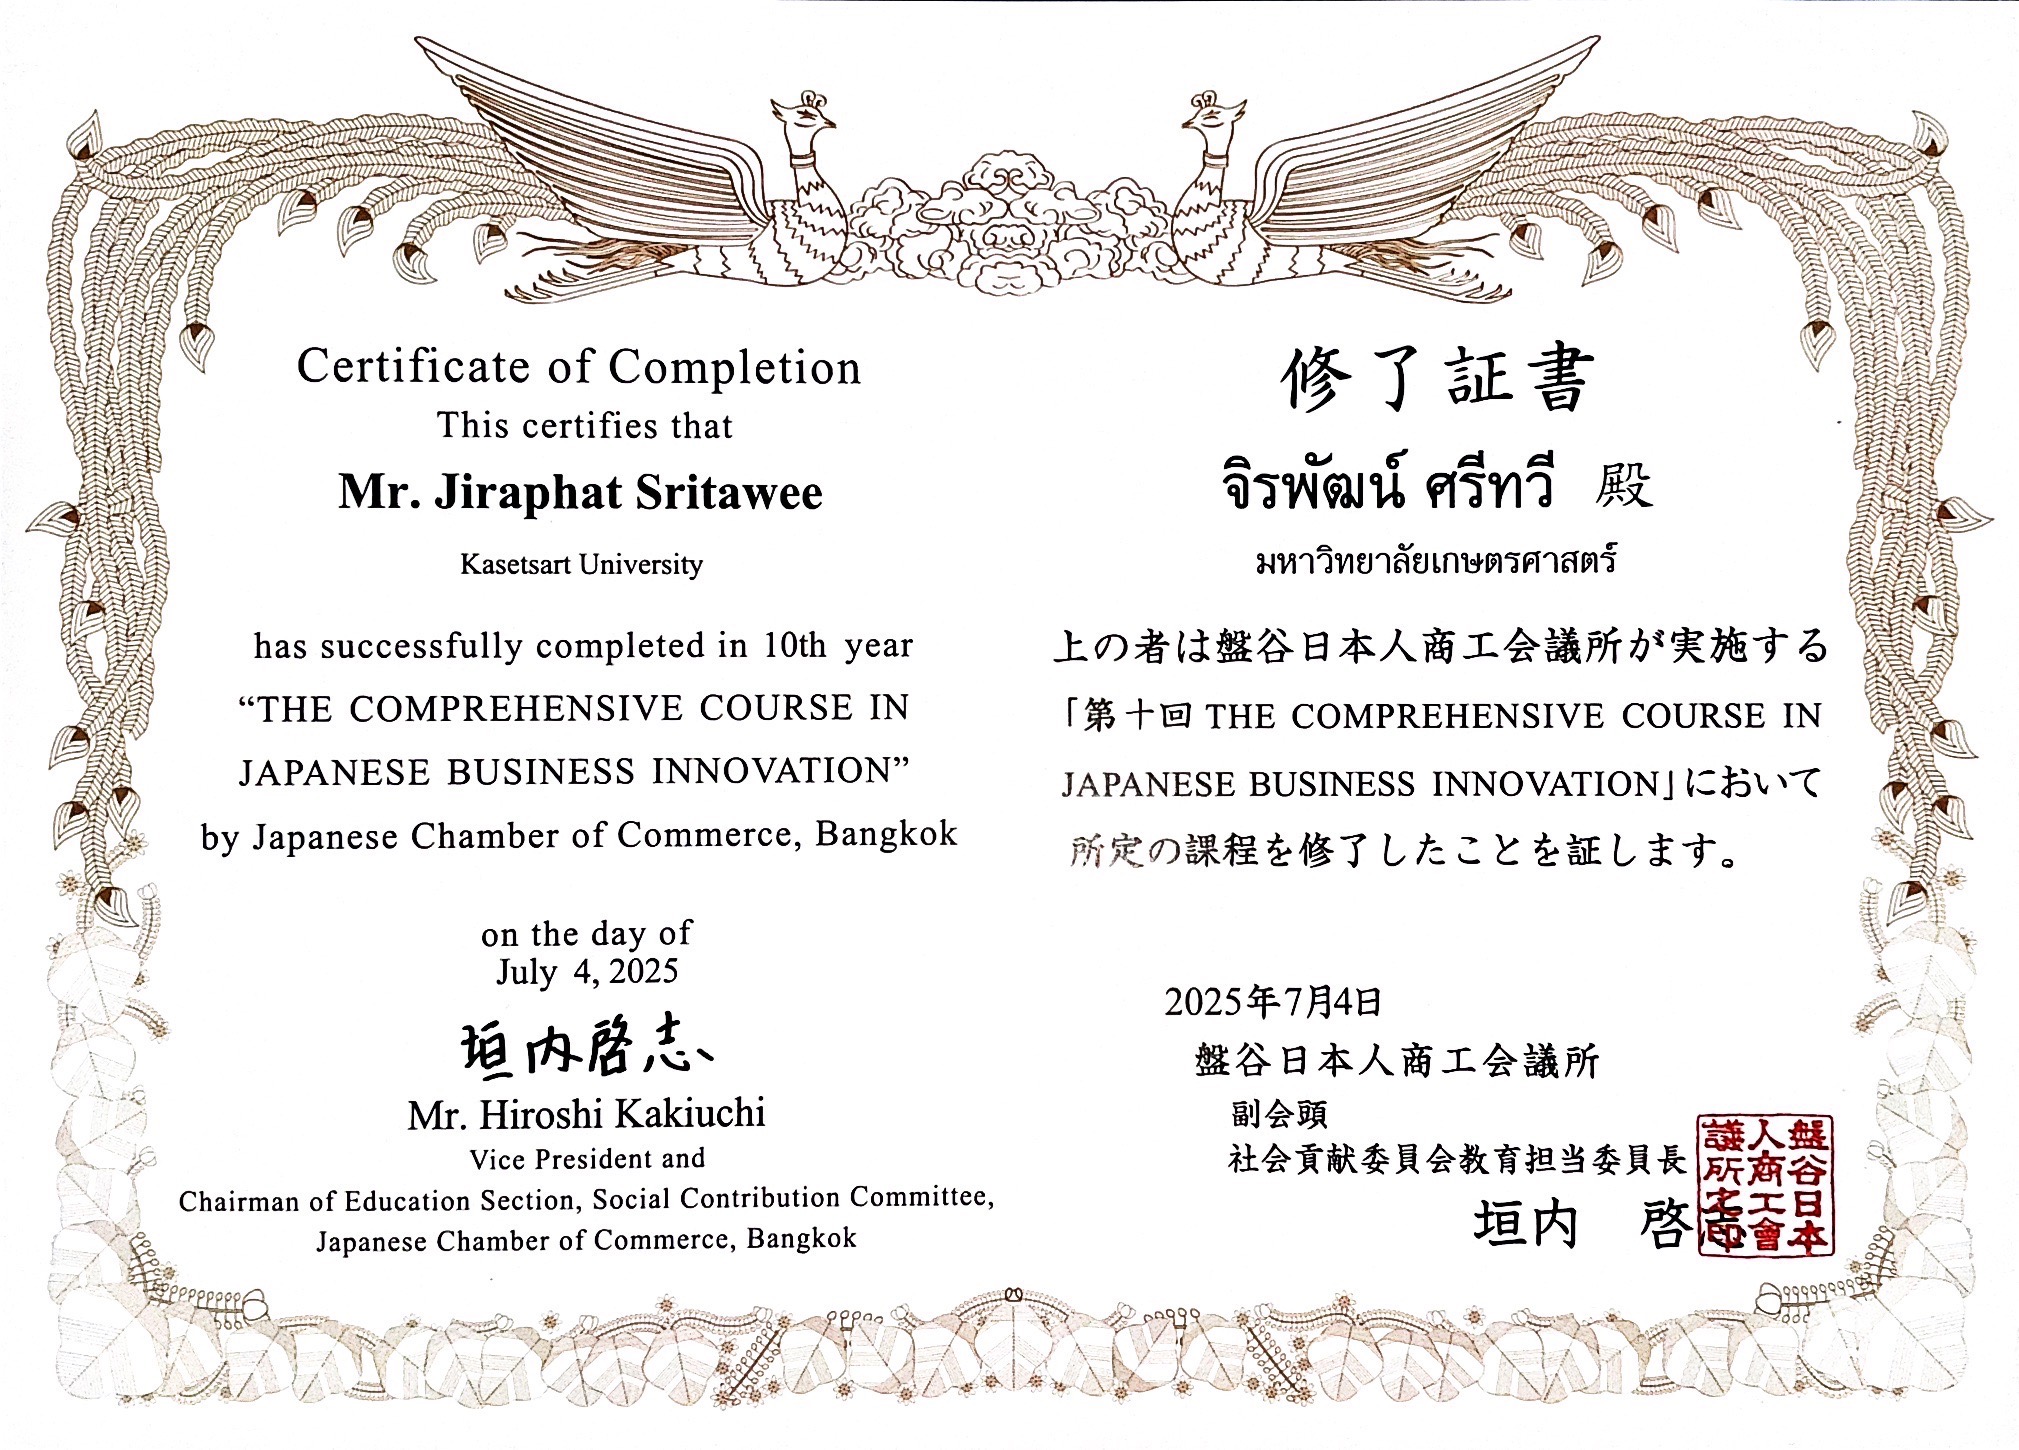 Certificate of Completion
This certifies that
Mr. Jiraphat Sritawee
Kasetsart University
has successfully completed in 10th year
“THE COMPREHENSIVE COURSE IN
JAPANESE BUSINESS INNOVATION”
by Japanese Chamber of Commerce, Bangkok
on the day of
July 4, 2025
垣内啓志
Mr. Hiroshi Kakiuchi
Vice President and
Chairman of Education Section, Social Contribution Committee,
Japanese Chamber of Commerce, Bangkok
修了証書
จิรพัฒน์ ศรีทวี 殿
มหาวิทยาลัยเกษตรศาสตร์
上の者は盤谷日本人商工会議所が実施する
「第十回 THE COMPREHENSIVE COURSE IN
JAPANESE BUSINESS INNOVATION」において
所定の課程を修了したことを証します。
2025年7月4日
盤谷日本人商工会議所
副会頭
社会貢献委員会教育担当委員長
垣内 啓志
盤谷日本
人商工會
議所之印